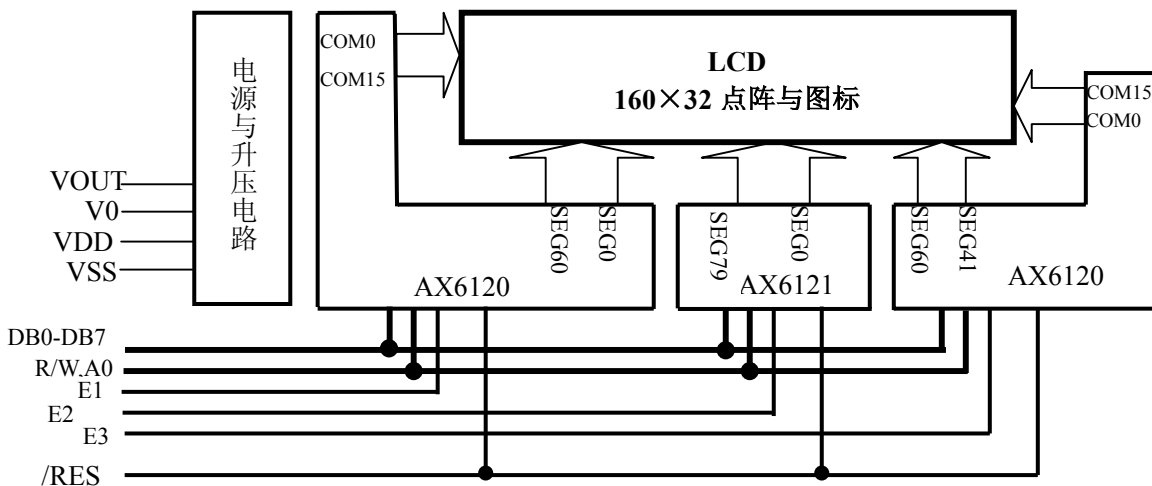 电源与升压电路
COM0
COM15
LCD
160×32 点阵与图标
COM15
COM0
VOUT
V0
VDD
VSS
SEG60
SEG0
SEG79
SEG0
SEG60
SEG41
AX6120
AX6121
AX6120
DB0-DB7
R/W,A0
E1
E2
E3
/RES